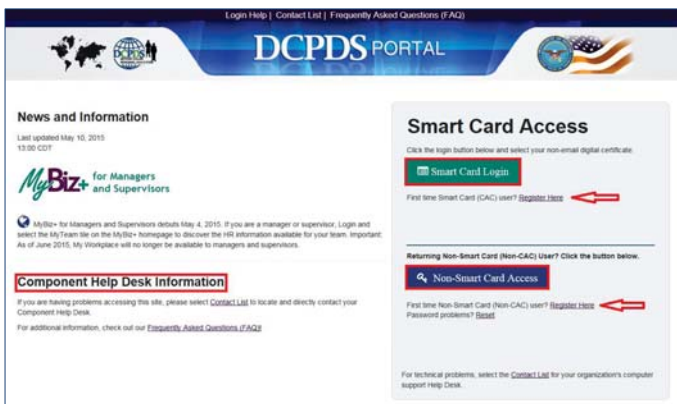 Login Help | Contact List | Frequently Asked Questions (FAQ)
DCPDS
DCPDS PORTAL
News and Information
Last updated May 10, 2015
13:00 CDT
MyBiz+ for Managers
and Supervisors
MyBiz+ for Managers and Supervisors debuts May 4, 2015. If you are a manager or supervisor, Login and
select the MyTeam tile on the MyBiz+ homepage to discover the HR information available for your team. Important:
As of June 2015, My Workplace will no longer be available to managers and supervisors.
Component Help Desk Information
If you are having problems accessing this site, please select Contact List to locate and directly contact your
Component Help Desk.
For additional information, check out our Frequently Asked Questions (FAQ)!
Smart Card Access
Click the login button below and select your non-email digital certificate.
Smart Card Login
First time Smart Card (CAC) user? Register Here
Returning Non-Smart Card (Non-CAC) User? Click the button below.
Non-Smart Card Access
First time Non-Smart Card (Non-CAC) user? Register Here
Password problems? Reset
For technical problems, select the Contact List for your organization's computer
support Help Desk.